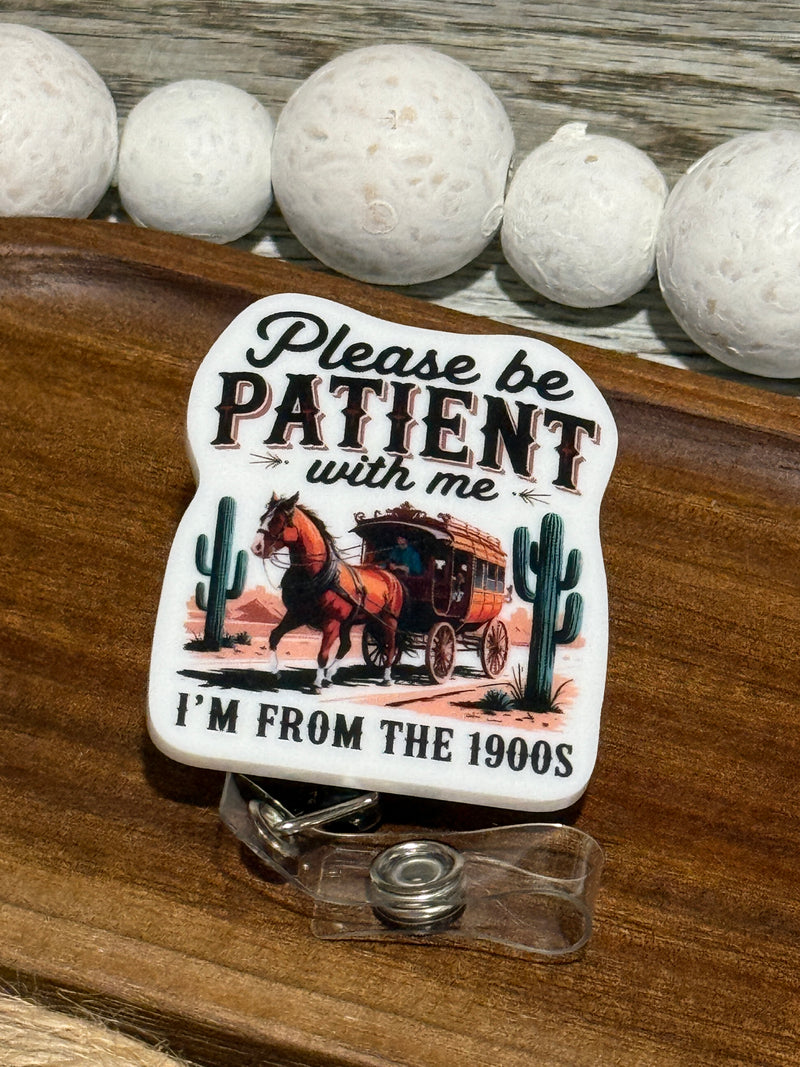 Please be
PATIENT
with me
I'M FROM THE 1900S